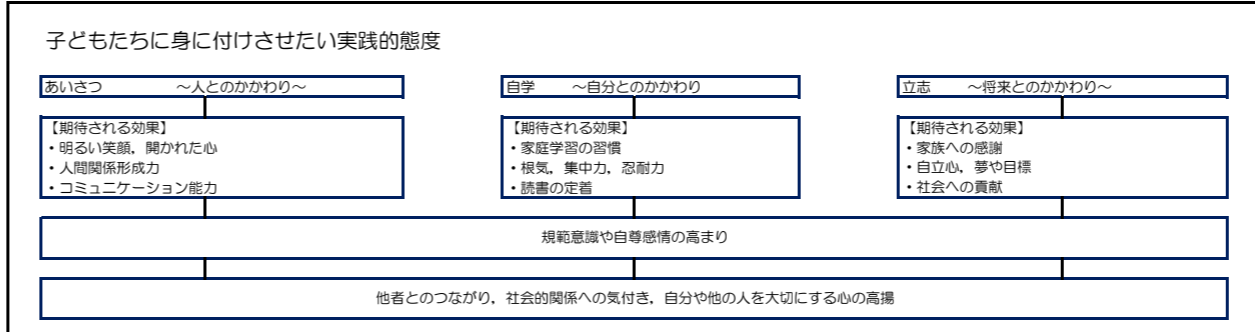 子どもたちに身に付けさせたい実践的態度
あいさつ　　　～人とのかかわり～
【期待される効果】
・明るい笑顔，開かれた心
・人間関係形成力
・コミュニケーション能力
自学　　～自分とのかかわり
【期待される効果】
・家庭学習の習慣
・根気，集中力，忍耐力
・読書の定着
立志　　～将来とのかかわり～
【期待される効果】
・家族への感謝
・自立心，夢や目標
・社会への貢献
規範意識や自尊感情の高まり
他者とのつながり，社会的関係への気付き，自分や他の人を大切にする心の高揚